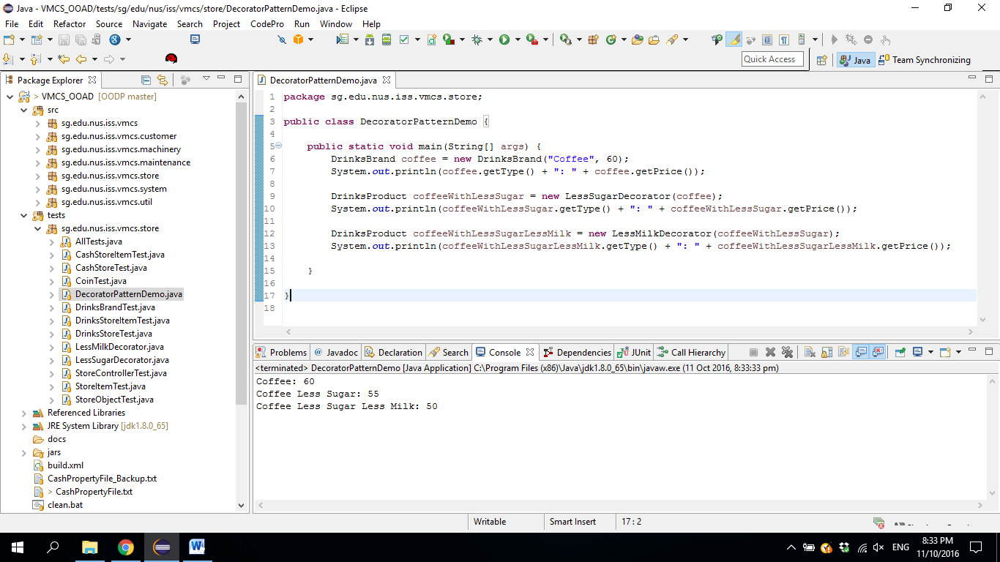 Java - VMCS_OOAD/tests/sg/edu/nus/iss/vmcs/store/DecoratorPatternDemo.java - Eclipse
File Edit Refactor Source Navigate Search Project CodePro Run Window Help
Quick Access Java Team Synchronizing
Package Explorer
> VMCS_OOAD [OODP master]
src
sg.edu.nus.iss.vmcs
sg.edu.nus.iss.vmcs.customer
sg.edu.nus.iss.vmcs.machinery
sg.edu.nus.iss.vmcs.maintenance
sg.edu.nus.iss.vmcs.store
sg.edu.nus.iss.vmcs.system
sg.edu.nus.iss.vmcs.util
tests
sg.edu.nus.iss.vmcs.store
AllTests.java
CashStoreItemTest.java
CashStoreTest.java
CoinTest.java
DecoratorPatternDemo.java
DrinksBrandTest.java
DrinksStoreItemTest.java
DrinksStoreTest.java
LessMilkDecorator.java
LessSugarDecorator.java
StoreControllerTest.java
StoreItemTest.java
StoreObjectTest.java
Referenced Libraries
JRE System Library [jdk1.8.0_65]
docs
jars
build.xml
CashPropertyFile_Backup.txt
> CashPropertyFile.txt
clean.bat
DecoratorPatternDemo.java
1 package sg.edu.nus.iss.vmcs.store;
2
3 public class DecoratorPatternDemo {
4
5 public static void main(String[] args) {
6 DrinksBrand coffee = new DrinksBrand("Coffee", 60);
7 System.out.println(coffee.getType() + ": " + coffee.getPrice());
8
9 DrinksProduct coffeeWithLessSugar = new LessSugarDecorator(coffee);
10 System.out.println(coffeeWithLessSugar.getType() + ": " + coffeeWithLessSugar.getPrice());
11
12 DrinksProduct coffeeWithLessSugarLessMilk = new LessMilkDecorator(coffeeWithLessSugar);
13 System.out.println(coffeeWithLessSugarLessMilk.getType() + ": " + coffeeWithLessSugarLessMilk.getPrice());
14
15 }
16
17 }
18
Problems @ Javadoc Declaration Search Console Dependencies JUnit Call Hierarchy
<terminated> DecoratorPatternDemo [Java Application] C:\Program Files (x86)\Java\jdk1.8.0_65\bin\javaw.exe (11 Oct 2016, 8:33:33 pm)
Coffee: 60
Coffee Less Sugar: 55
Coffee Less Sugar Less Milk: 50
Writable Smart Insert 17 : 2
ENG 8:33 PM
11/10/2016